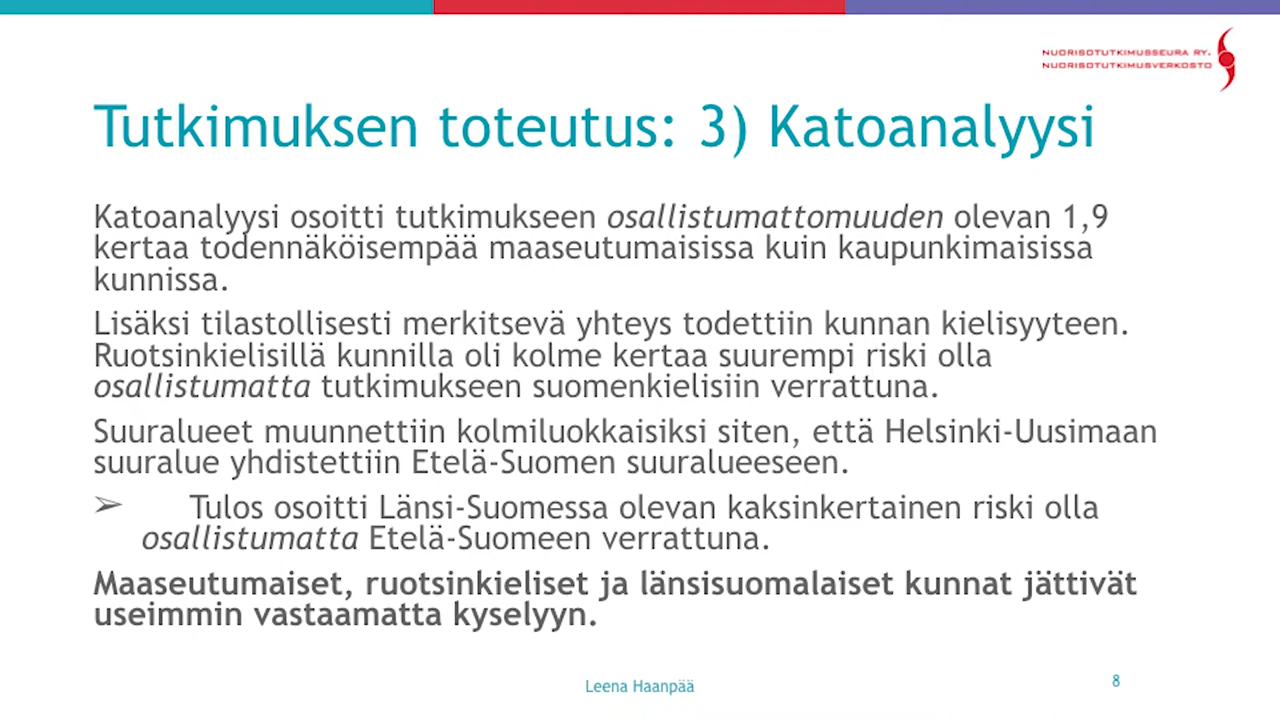 NUORISOTUTKIMUSSEURA RY.
NUORISOTUTKIMUSVERKOSTO
Tutkimuksen toteutus: 3) Katoanalyysi
Katoanalyysi osoitti tutkimukseen osallistumattomuuden olevan 1,9
kertaa todennäköisempää maaseutumaisissa kuin kaupunkimaisissa
kunnissa.
Lisäksi tilastollisesti merkitsevä yhteys todettiin kunnan kielisyyteen.
Ruotsinkielisillä kunnilla oli kolme kertaa suurempi riski olla
osallistumatta tutkimukseen suomenkielisiin verrattuna.
Suuralueet muunnettiin kolmiluokkaisiksi siten, että Helsinki-Uusimaan
suuralue yhdistettiin Etelä-Suomen suuralueeseen.
➢ Tulos osoitti Länsi-Suomessa olevan kaksinkertainen riski olla
osallistumatta Etelä-Suomeen verrattuna.
Maaseutumaiset, ruotsinkieliset ja länsisuomalaiset kunnat jättivät
useimmin vastaamatta kyselyyn.
Leena Haanpää
8